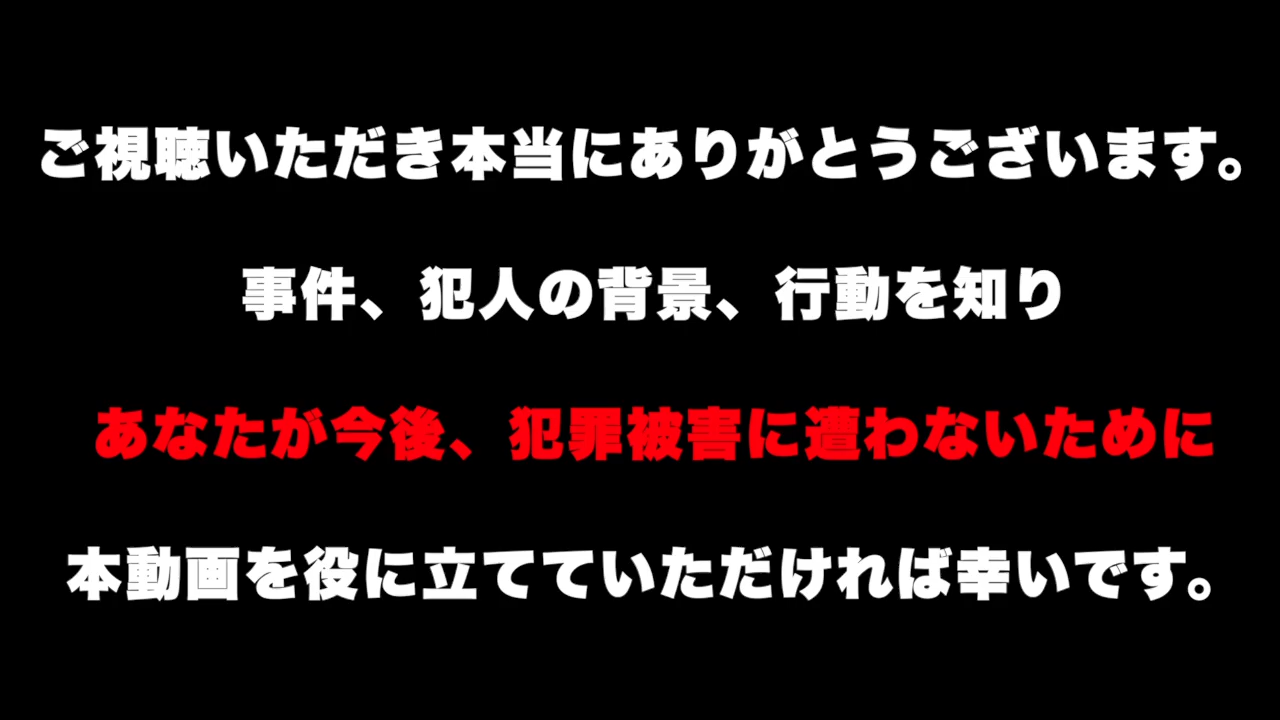 ご視聴いただき本当にありがとうございます。
事件、犯人の背景、行動を知り
あなたが今後、犯罪被害に遭わないために
本動画を役に立てていただければ幸いです。